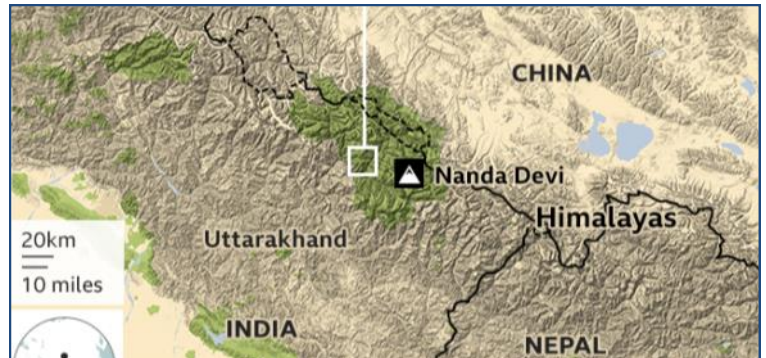 CHINA
Nanda Devi
Himalayas
Uttarakhand
20km
10 miles
INDIA
NEPAL